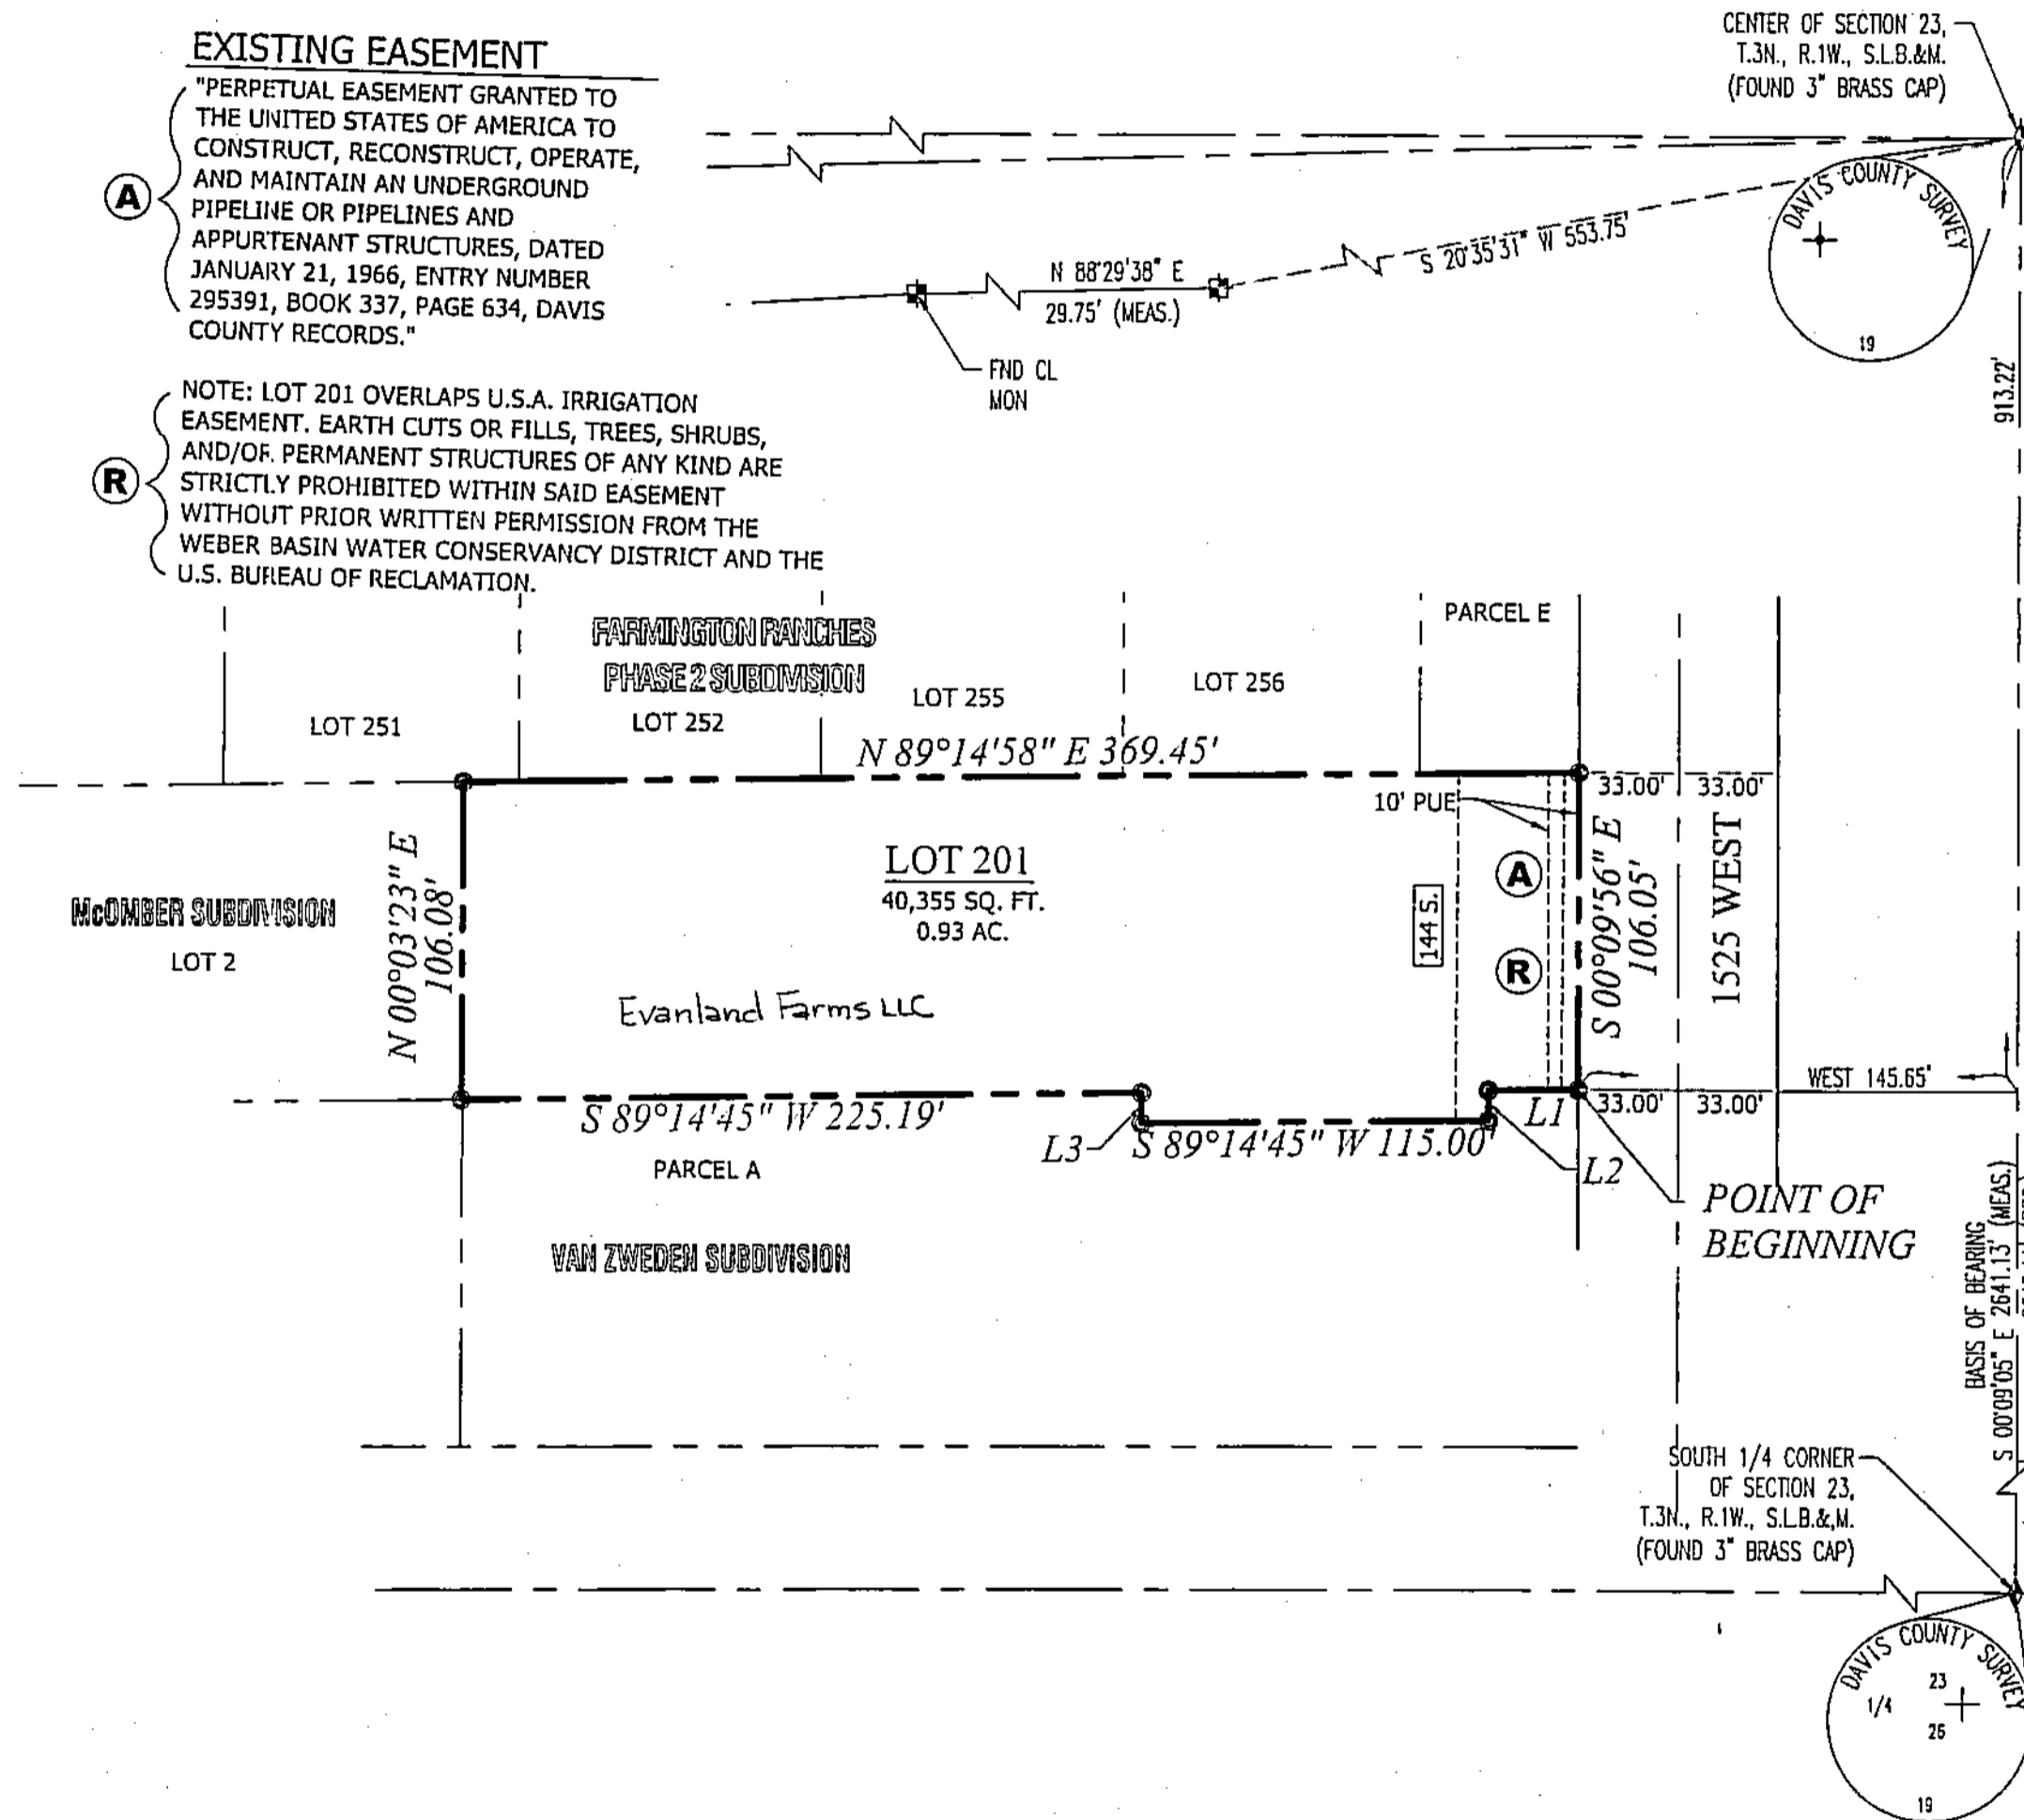 EXISTING EASEMENT
A
"PERPETUAL EASEMENT GRANTED TO
THE UNITED STATES OF AMERICA TO
CONSTRUCT, RECONSTRUCT, OPERATE,
AND MAINTAIN AN UNDERGROUND
PIPELINE OR PIPELINES AND
APPURTENANT STRUCTURES, DATED
JANUARY 21, 1966, ENTRY NUMBER
295391, BOOK 337, PAGE 634, DAVIS
COUNTY RECORDS."
R
NOTE: LOT 201 OVERLAPS U.S.A. IRRIGATION
EASEMENT. EARTH CUTS OR FILLS, TREES, SHRUBS,
AND/OR PERMANENT STRUCTURES OF ANY KIND ARE
STRICTLY PROHIBITED WITHIN SAID EASEMENT
WITHOUT PRIOR WRITTEN PERMISSION FROM THE
WEBER BASIN WATER CONSERVANCY DISTRICT AND THE
U.S. BUREAU OF RECLAMATION.
CENTER OF SECTION 23,
T.3N., R.1W., S.L.B.&M.
(FOUND 3" BRASS CAP)
DAVIS COUNTY SURVEY
19
S 20°35'31" W 553.75'
N 88°29'38" E
29.75' (MEAS.)
FND CL
MON
913.22'
FARMINGTON RANCHES
PHASE 2 SUBDIVISION
PARCEL E
LOT 251
LOT 252
LOT 255
LOT 256
N 89°14'58" E 369.45'
10' PUE
33.00'
33.00'
N 00°03'23" E
106.08'
LOT 201
40,355 SQ. FT.
0.93 AC.
144 S.
A
R
S 00°09'56" E
106.05'
1525 WEST
McOMBER SUBDIVISION
LOT 2
Evanland Farms LLC
WEST 145.65'
33.00'
33.00'
S 89°14'45" W 225.19'
L3
S 89°14'45" W 115.00'
L1
L2
PARCEL A
POINT OF
BEGINNING
VAN ZWEDEN SUBDIVISION
BASIS OF BEARING
S 00°09'05" E 2641.13' (MEAS.)
SOUTH 1/4 CORNER
OF SECTION 23,
T.3N., R.1W., S.L.B.&.M.
(FOUND 3" BRASS CAP)
DAVIS COUNTY SURVEY
23
1/4
26
19